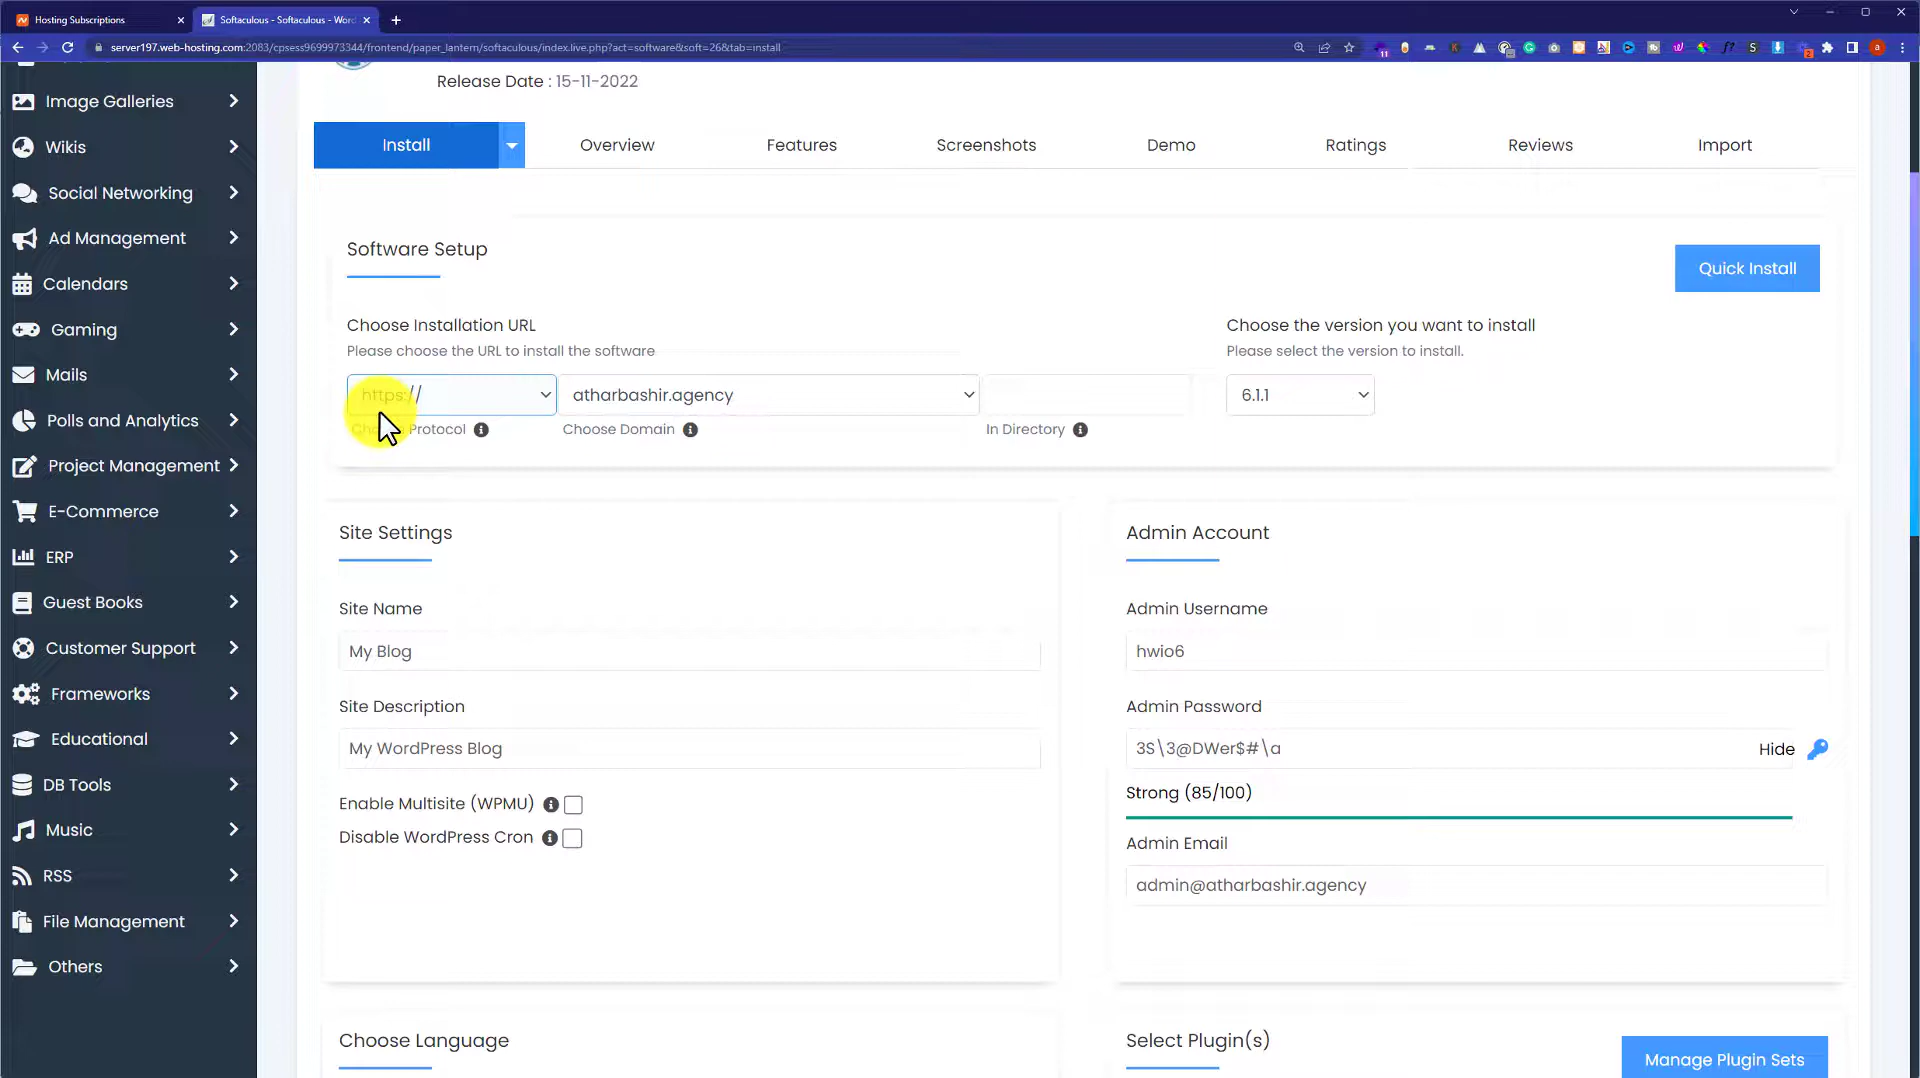 Hosting Subscriptions
Softaculous - Softaculous - Word
server197.web-hosting.com:2083/cpsess9699973344/frontend/paper_lantern/softaculous/index.live.php?act=software&soft=26&tab=install
Release Date : 15-11-2022
Image Galleries
Wikis
Social Networking
Ad Management
Calendars
Gaming
Mails
Polls and Analytics
Project Management
E-Commerce
ERP
Guest Books
Customer Support
Frameworks
Educational
DB Tools
Music
RSS
File Management
Others
Install
Overview
Features
Screenshots
Demo
Ratings
Reviews
Import
Software Setup
Quick Install
Choose Installation URL
Please choose the URL to install the software
https://
atharbashir.agency
Protocol
Choose Domain
In Directory
Choose the version you want to install
Please select the version to install.
6.1.1
Site Settings
Site Name
My Blog
Site Description
My WordPress Blog
Enable Multisite (WPMU)
Disable WordPress Cron
Admin Account
Admin Username
hwio6
Admin Password
3S\3@DWer$#\a
Hide
Strong (85/100)
Admin Email
admin@atharbashir.agency
Choose Language
Select Plugin(s)
Manage Plugin Sets